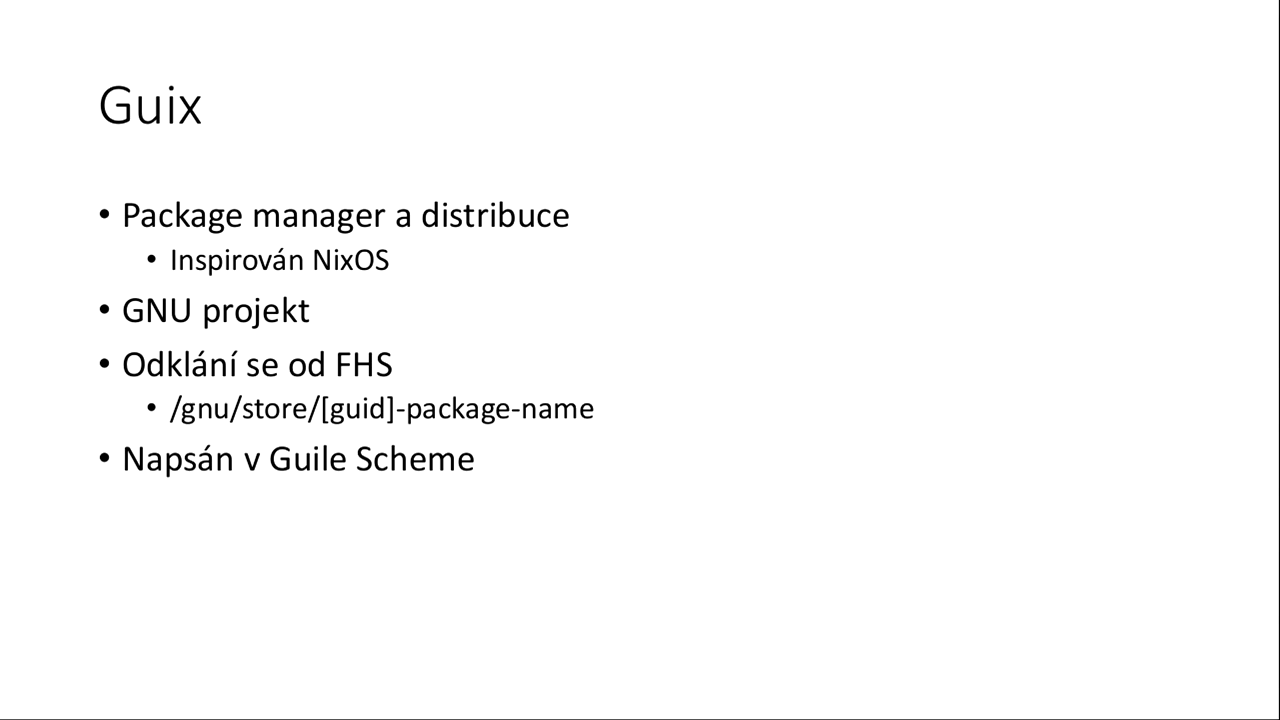 Guix
• Package manager a distribuce
• Inspirován NixOS
• GNU projekt
• Odklání se od FHS
• /gnu/store/[guid]-package-name
• Napsán v Guile Scheme